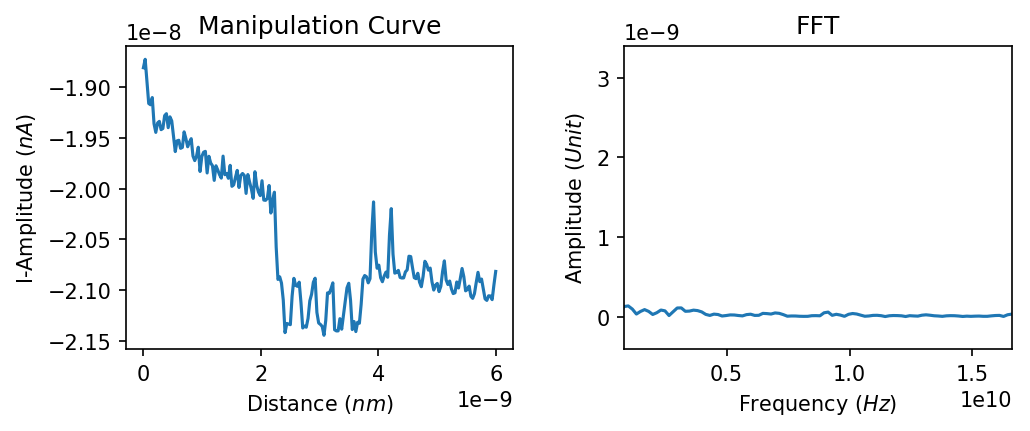 Manipulation Curve
1e−8
−1.90
−1.95
−2.00
−2.05
−2.10
−2.15
I-Amplitude (nA)
0
2
4
6
Distance (nm)
1e−9
FFT
1e−9
3
2
1
0
Amplitude (Unit)
0.5
1.0
1.5
Frequency (Hz)
1e10